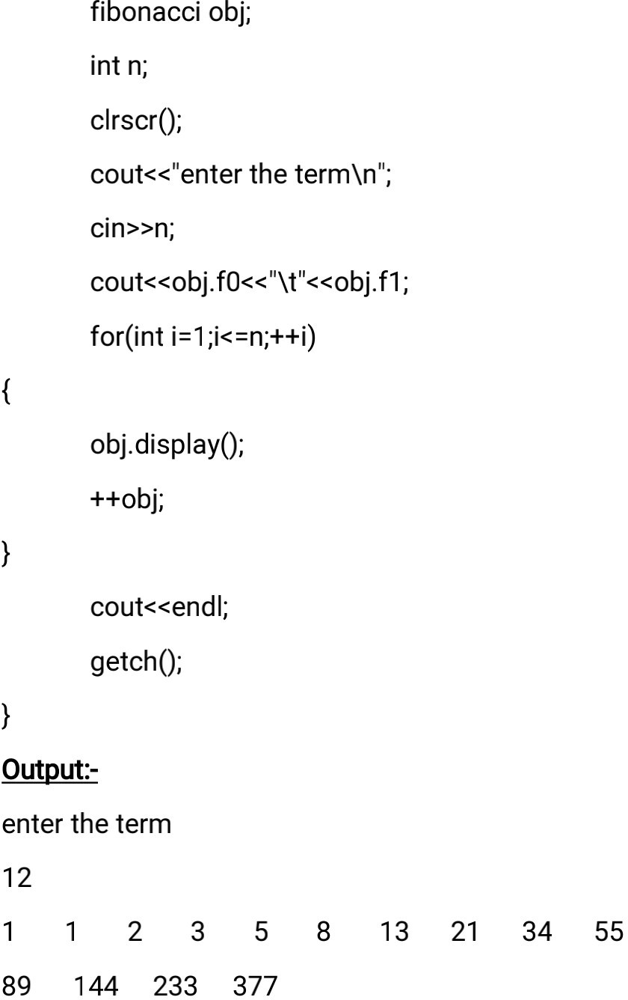 fibonacci obj;
int n;
clrscr();
cout<<"enter the term\n";
cin>>n;
cout<<obj.f0<<"\t"<<obj.f1;
for(int i=1;i<=n;++i)
{
obj.display();
++obj;
}
cout<<endl;
getch();
}
Output:-
enter the term
12
1 1 2 3 5 8 13 21 34 55
89 144 233 377